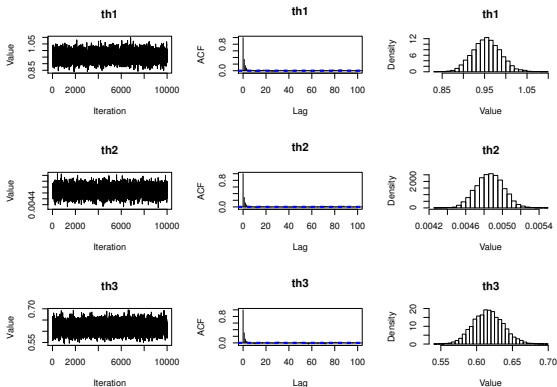 th1
Value
0.85
1.05
0 2000 6000 10000
Iteration
th1
ACF
0.0
0.8
0 20 40 60 80 100
Lag
th1
Density
0
6
12
0.85 0.95 1.05
Value
th2
Value
0.0044
0 2000 6000 10000
Iteration
th2
ACF
0.0
0.8
0 20 40 60 80 100
Lag
th2
Density
0
2000
0.0042 0.0046 0.0050 0.0054
Value
th3
Value
0.55
0.70
0 2000 6000 10000
Iteration
th3
ACF
0.0
0.8
0 20 40 60 80 100
Lag
th3
Density
0
10
20
0.55 0.60 0.65 0.70
Value